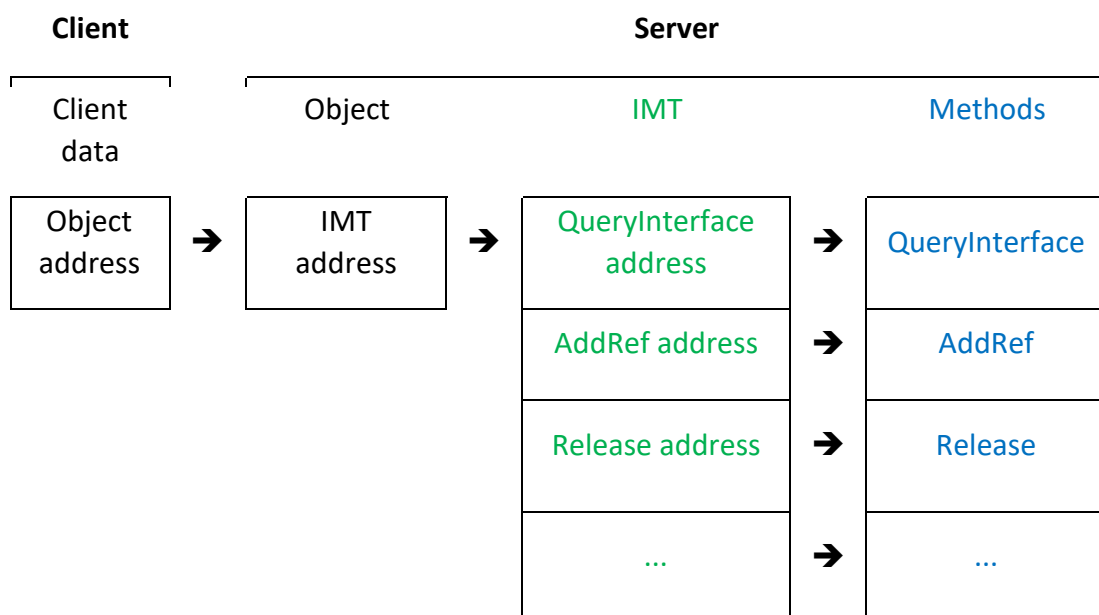 Client
Server
Client
data
Object
IMT
Methods
Object
address
➔
IMT
address
➔
QueryInterface
address
➔
QueryInterface
AddRef address
➔
AddRef
Release address
➔
Release
...
➔
...